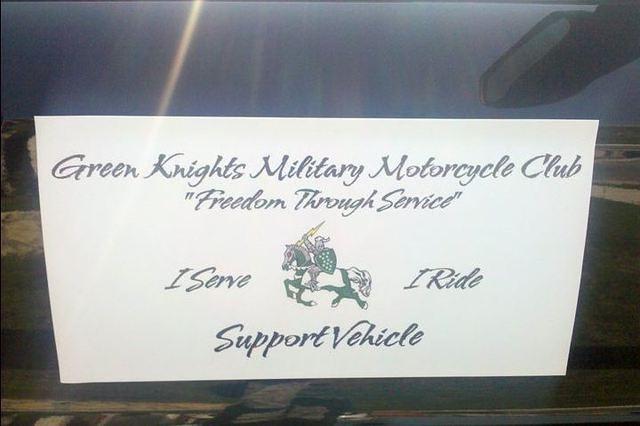 Green Knights Military Motorcycle Club
"Freedom Through Service"
I Serve
I Ride
Support Vehicle